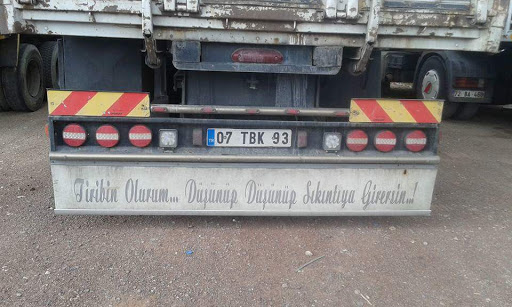 07 TBK 93
Tiribin Olurum... Düşünüp Düşünüp Sıkıntıya Girersin...!